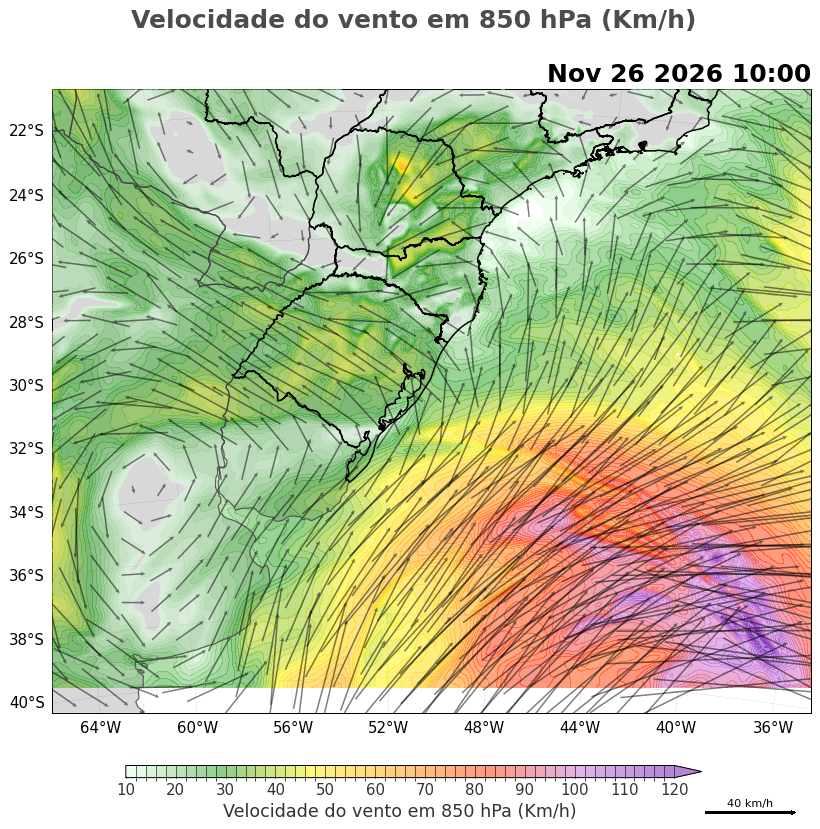 Velocidade do vento em 850 hPa (Km/h)
Nov 26 2026 10:00
22°S
24°S
26°S
28°S
30°S
32°S
34°S
36°S
38°S
40°S
64°W 60°W 56°W 52°W 48°W 44°W 40°W 36°W
10 20 30 40 50 60 70 80 90 100 110 120
Velocidade do vento em 850 hPa (Km/h)
40 km/h